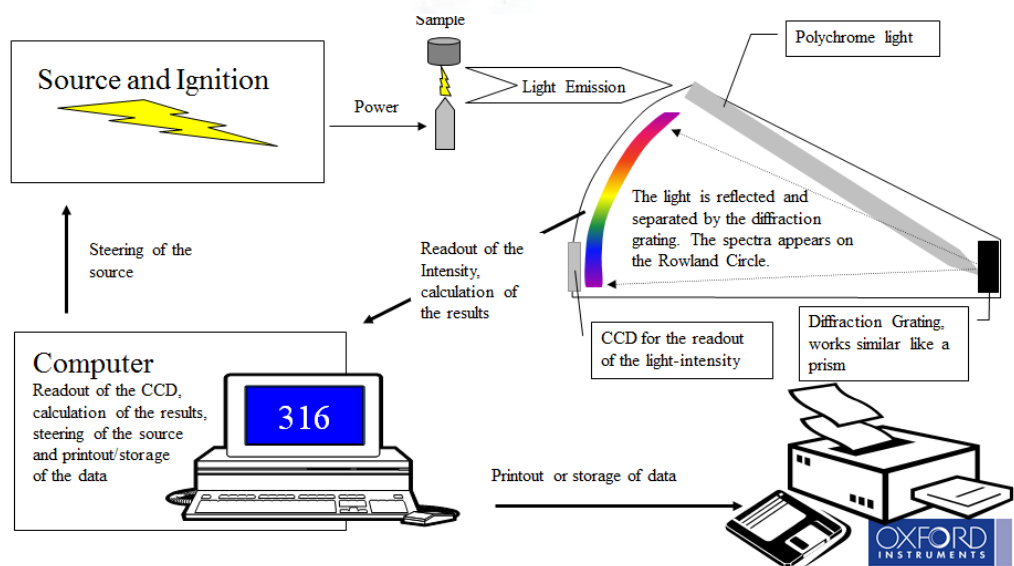 Sample
Polychrome light
Source and Ignition
Power
Light Emission
The light is reflected and
separated by the diffraction
grating. The spectra appears on
the Rowland Circle.
Steering of the
source
Readout of the
Intensity,
calculation of
the results
CCD for the readout
of the light-intensity
Diffraction Grating,
works similar like a
prism
Computer
Readout of the CCD,
calculation of the results,
steering of the source
and printout/storage
of the data
316
Printout or storage of data
OXFORD
INSTRUMENTS